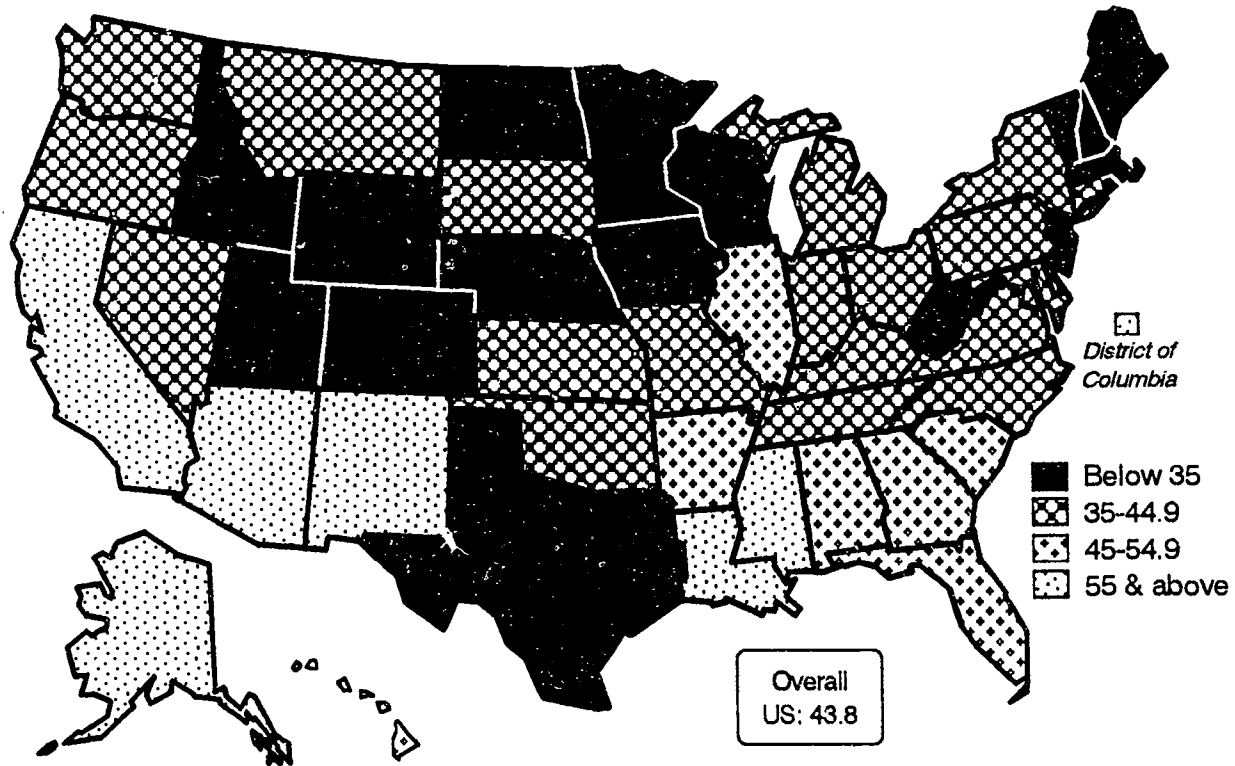 District of
Columbia
Below 35
35-44.9
45-54.9
55 & above
Overall
US: 43.8